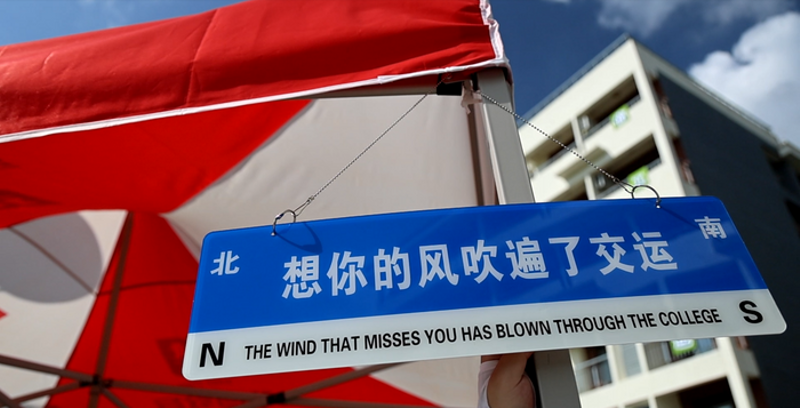 北 想你的风吹遍了交运 南
N THE WIND THAT MISSES YOU HAS BLOWN THROUGH THE COLLEGE S